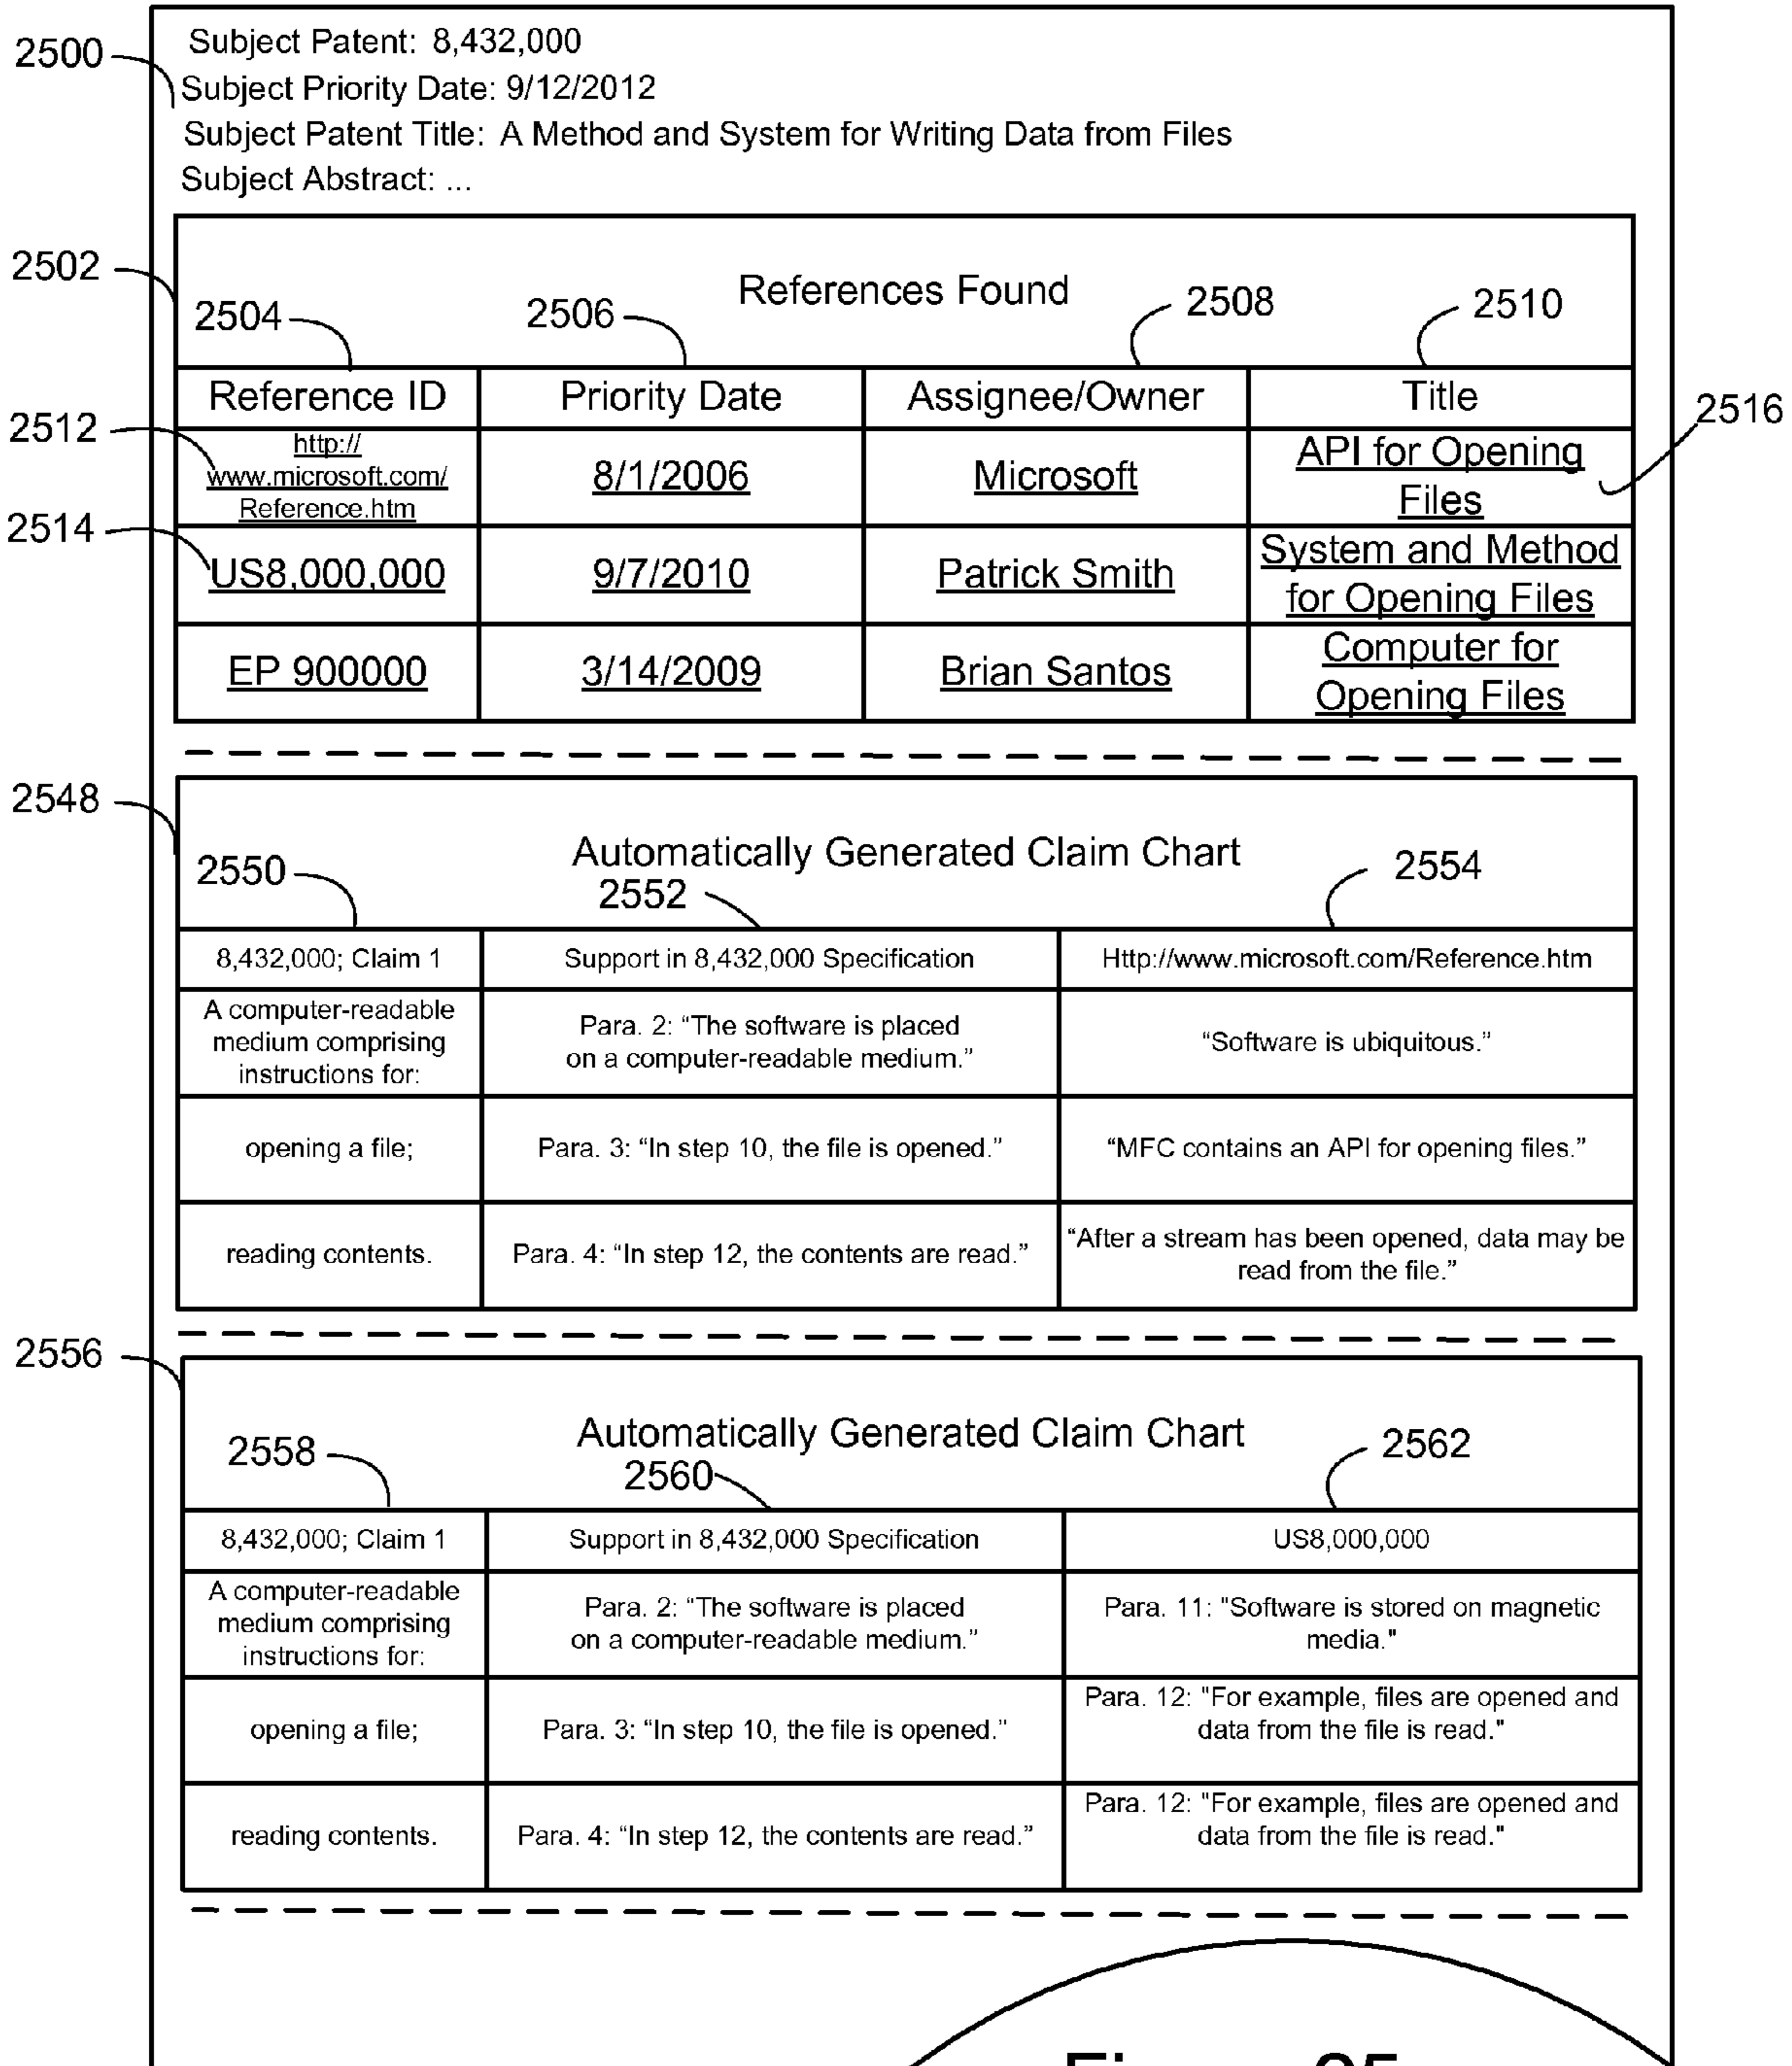 2500
Subject Patent: 8,432,000
Subject Priority Date: 9/12/2012
Subject Patent Title: A Method and System for Writing Data from Files
Subject Abstract: ...
2502
References Found
2504
2506
2508
2510
Reference ID
Priority Date
Assignee/Owner
Title
2516
2512
http://
www.microsoft.com/
Reference.htm
8/1/2006
Microsoft
API for Opening
Files
2514
US8,000,000
9/7/2010
Patrick Smith
System and Method
for Opening Files
EP 900000
3/14/2009
Brian Santos
Computer for
Opening Files
2548
Automatically Generated Claim Chart
2550
2552
2554
8,432,000; Claim 1
Support in 8,432,000 Specification
Http://www.microsoft.com/Reference.htm
A computer-readable
medium comprising
instructions for:
Para. 2: “The software is placed
on a computer-readable medium.”
“Software is ubiquitous.”
opening a file;
Para. 3: “In step 10, the file is opened.”
“MFC contains an API for opening files.”
reading contents.
Para. 4: “In step 12, the contents are read.”
“After a stream has been opened, data may be
read from the file.”
2556
Automatically Generated Claim Chart
2558
2560
2562
8,432,000; Claim 1
Support in 8,432,000 Specification
US8,000,000
A computer-readable
medium comprising
instructions for:
Para. 2: “The software is placed
on a computer-readable medium.”
Para. 11: "Software is stored on magnetic
media."
opening a file;
Para. 3: “In step 10, the file is opened.”
Para. 12: "For example, files are opened and
data from the file is read."
reading contents.
Para. 4: “In step 12, the contents are read.”
Para. 12: "For example, files are opened and
data from the file is read."